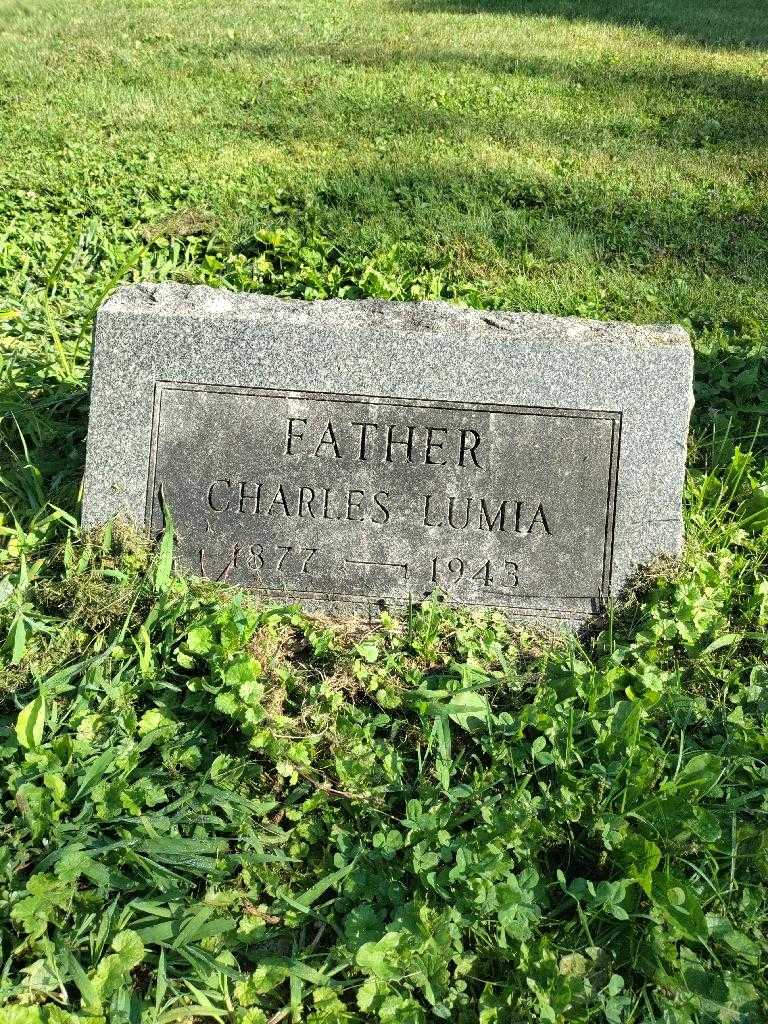 FATHER
CHARLES LUMIA
1877 — 1943